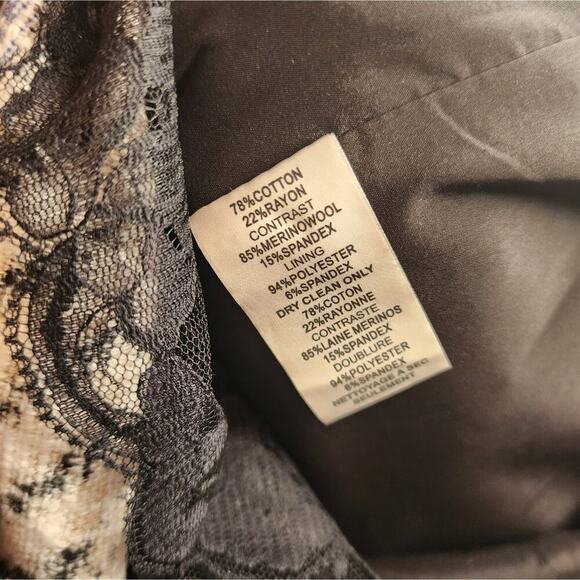 78%COTTON
22%RAYON
CONTRAST
85%MERINOWOOL
15%SPANDEX
LINING
94%POLYESTER
6%SPANDEX
DRY CLEAN ONLY
78%COTON
22%RAYONNE
CONTRASTE
85%LAINE MERINOS
15%SPANDEX
DOUBLURE
94%POLYESTER
6%SPANDEX
NETTOYAGE A SEC
SEULEMENT